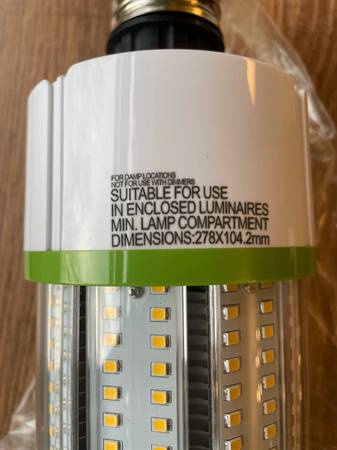 FOR DAMP LOCATIONS
NOT FOR USE WITH DIMMERS
SUITABLE FOR USE
IN ENCLOSED LUMINAIRES
MIN. LAMP COMPARTMENT
DIMENSIONS:278X104.2mm